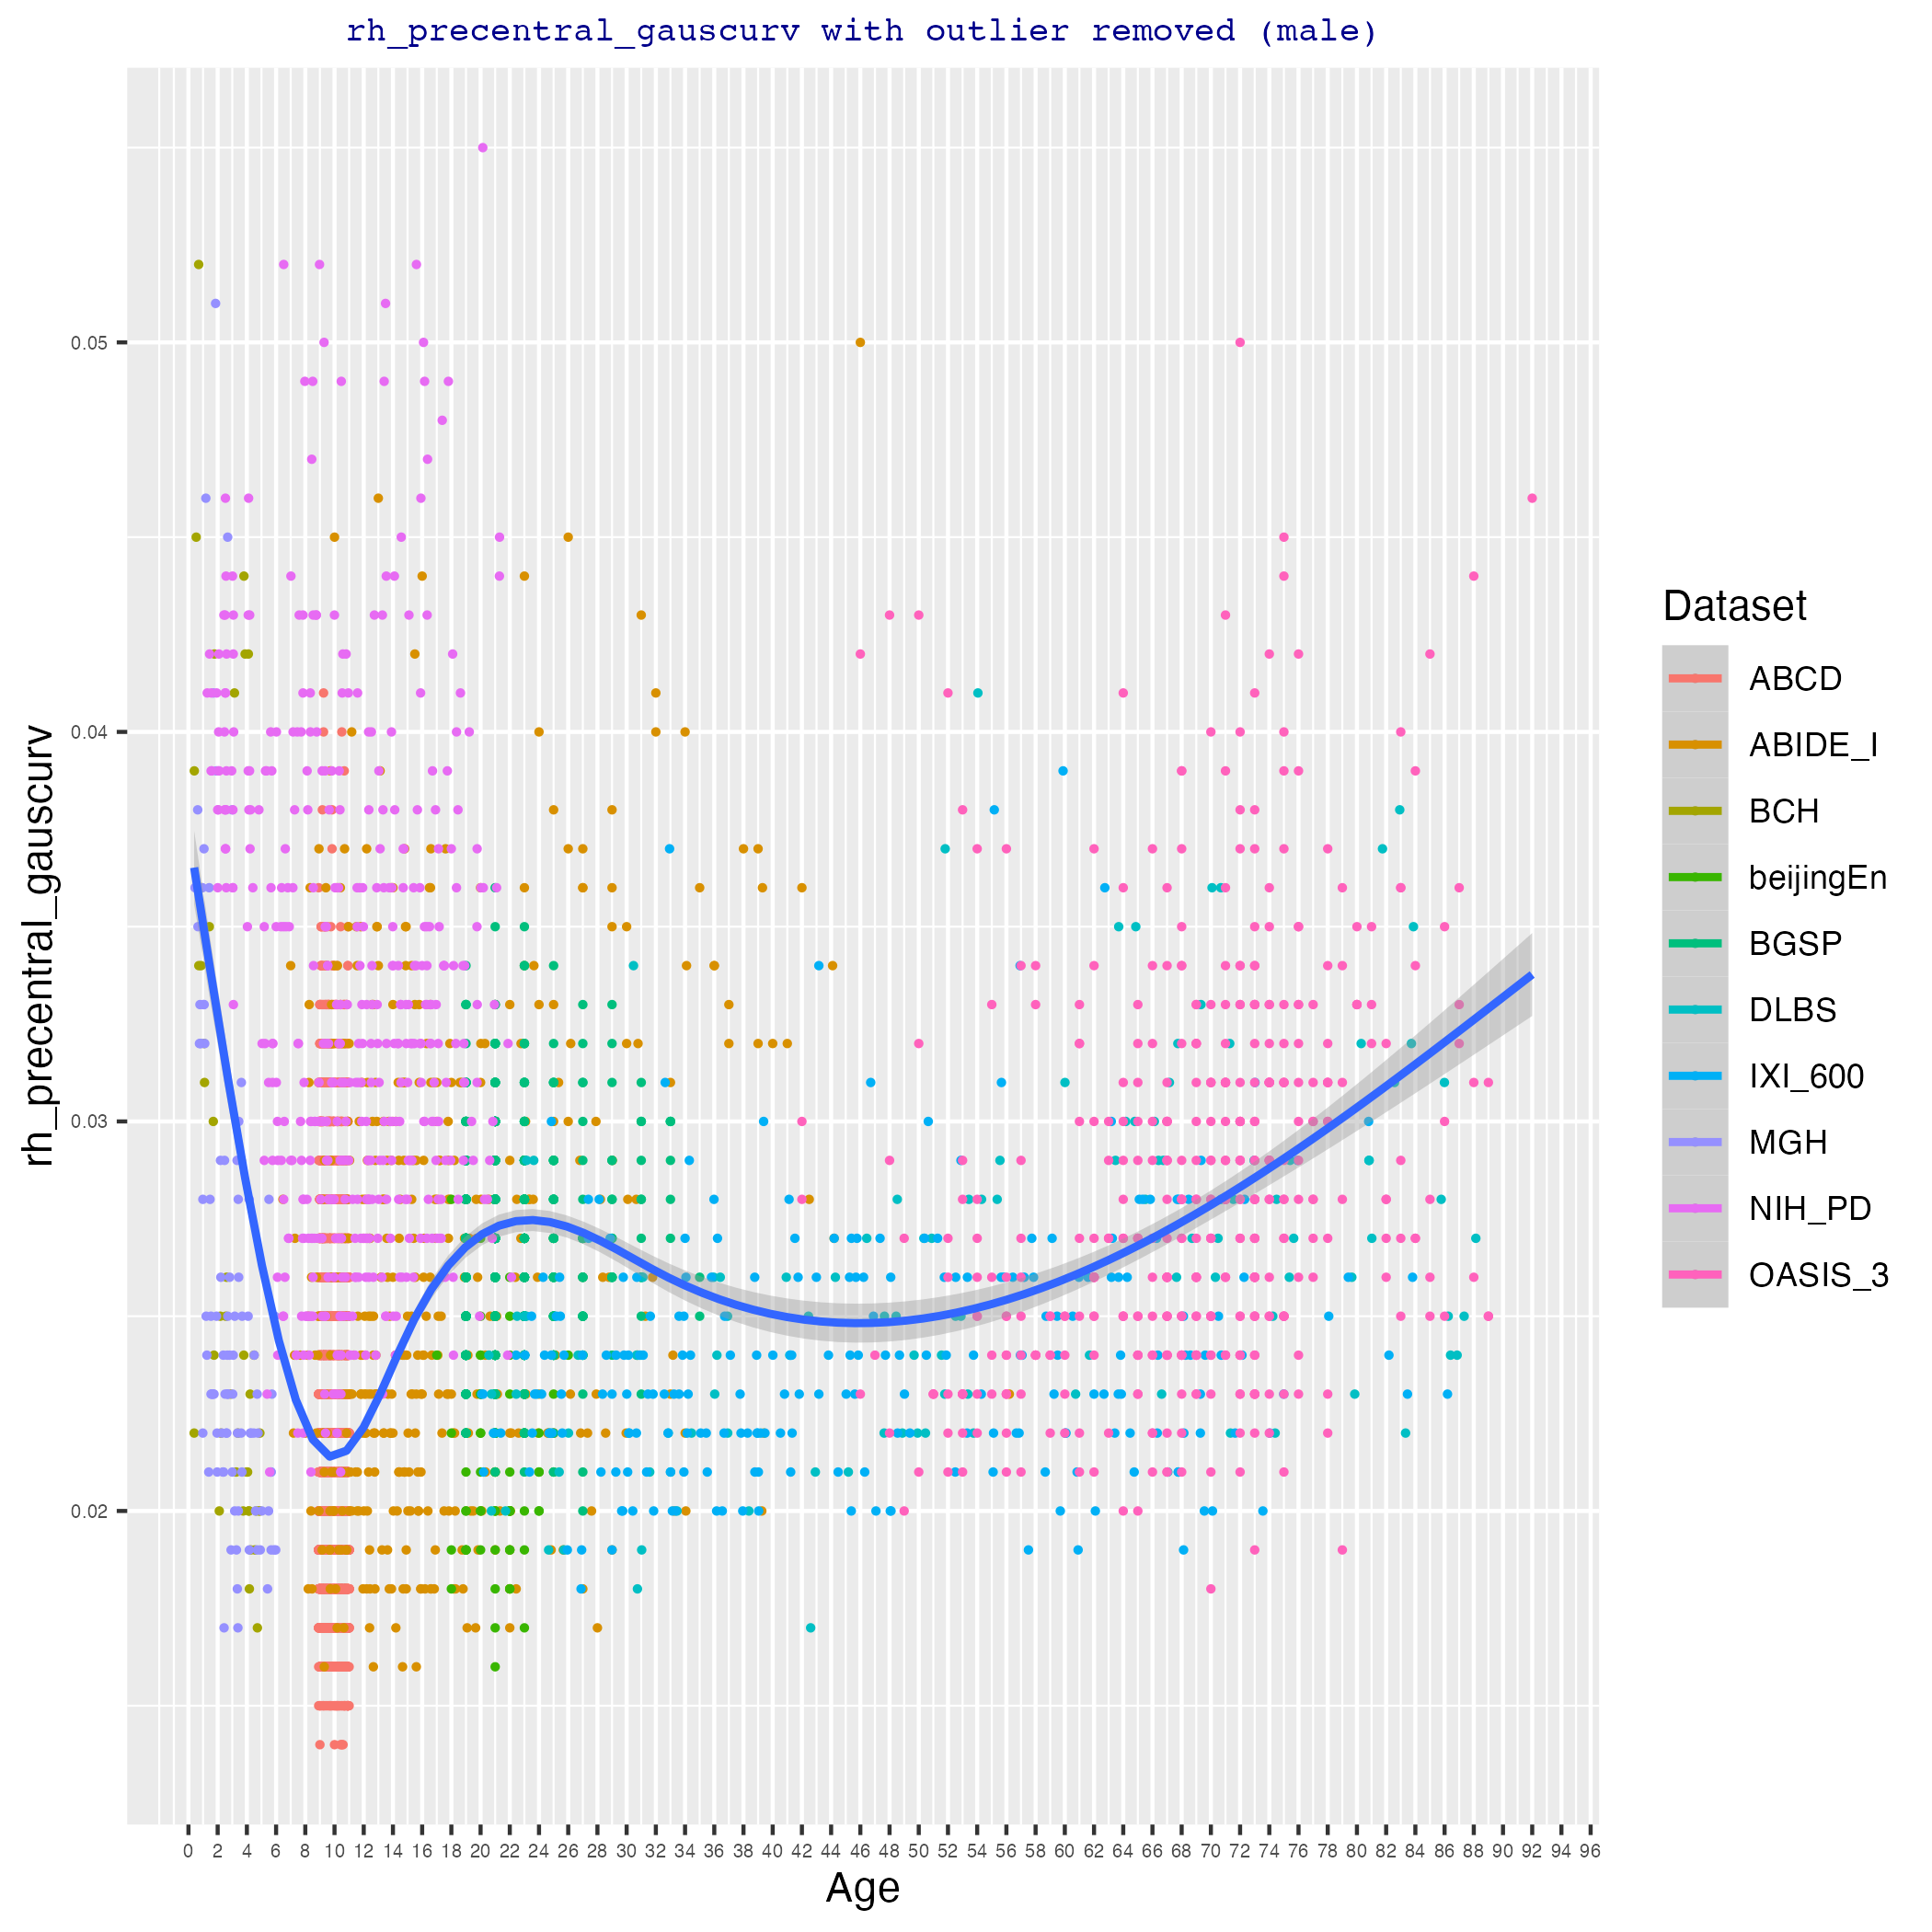 rh_precentral_gauscurv with outlier removed (male)
rh_precentral_gauscurv
0.05
0.04
0.03
0.02
0 2 4 6 8 10 12 14 16 18 20 22 24 26 28 30 32 34 36 38 40 42 44 46 48 50 52 54 56 58 60 62 64 66 68 70 72 74 76 78 80 82 84 86 88 90 92 94 96
Age
Dataset
ABCD
ABIDE_I
BCH
beijingEn
BGSP
DLBS
IXI_600
MGH
NIH_PD
OASIS_3